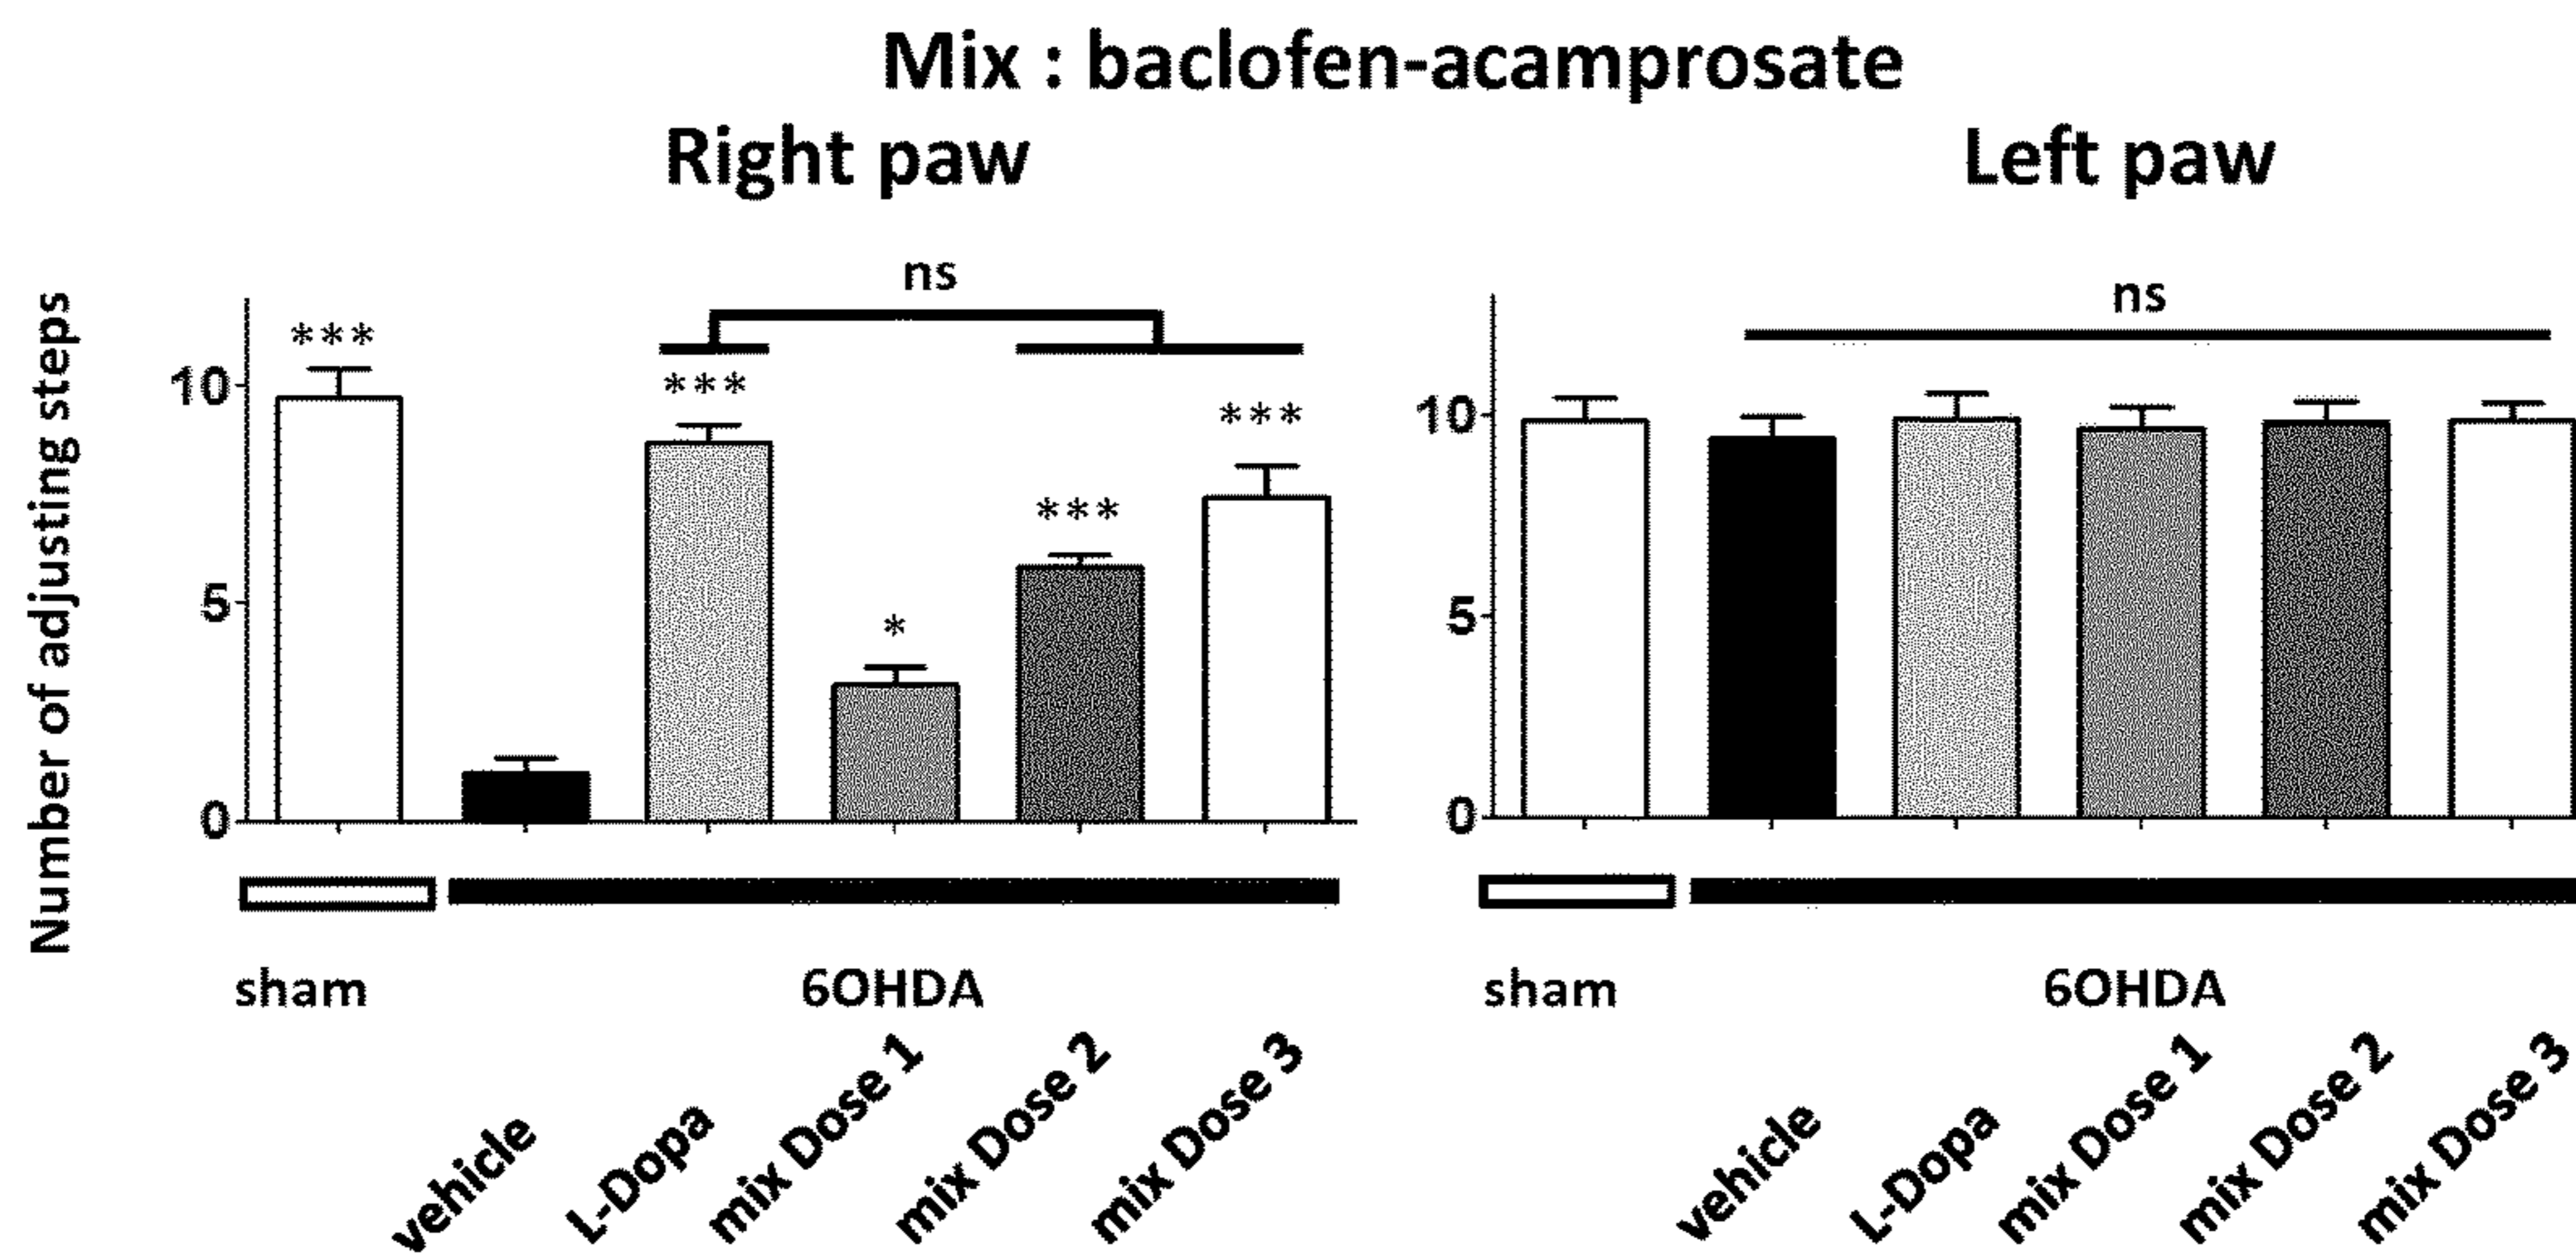 Mix : baclofen-acamprosate
Right paw
Left paw
Number of adjusting steps
ns
***
***
*
***
***
10
5
0
sham
6OHDA
vehicle
L-Dopa
mix Dose 1
mix Dose 2
mix Dose 3
ns
10
5
0
sham
6OHDA
vehicle
L-Dopa
mix Dose 1
mix Dose 2
mix Dose 3